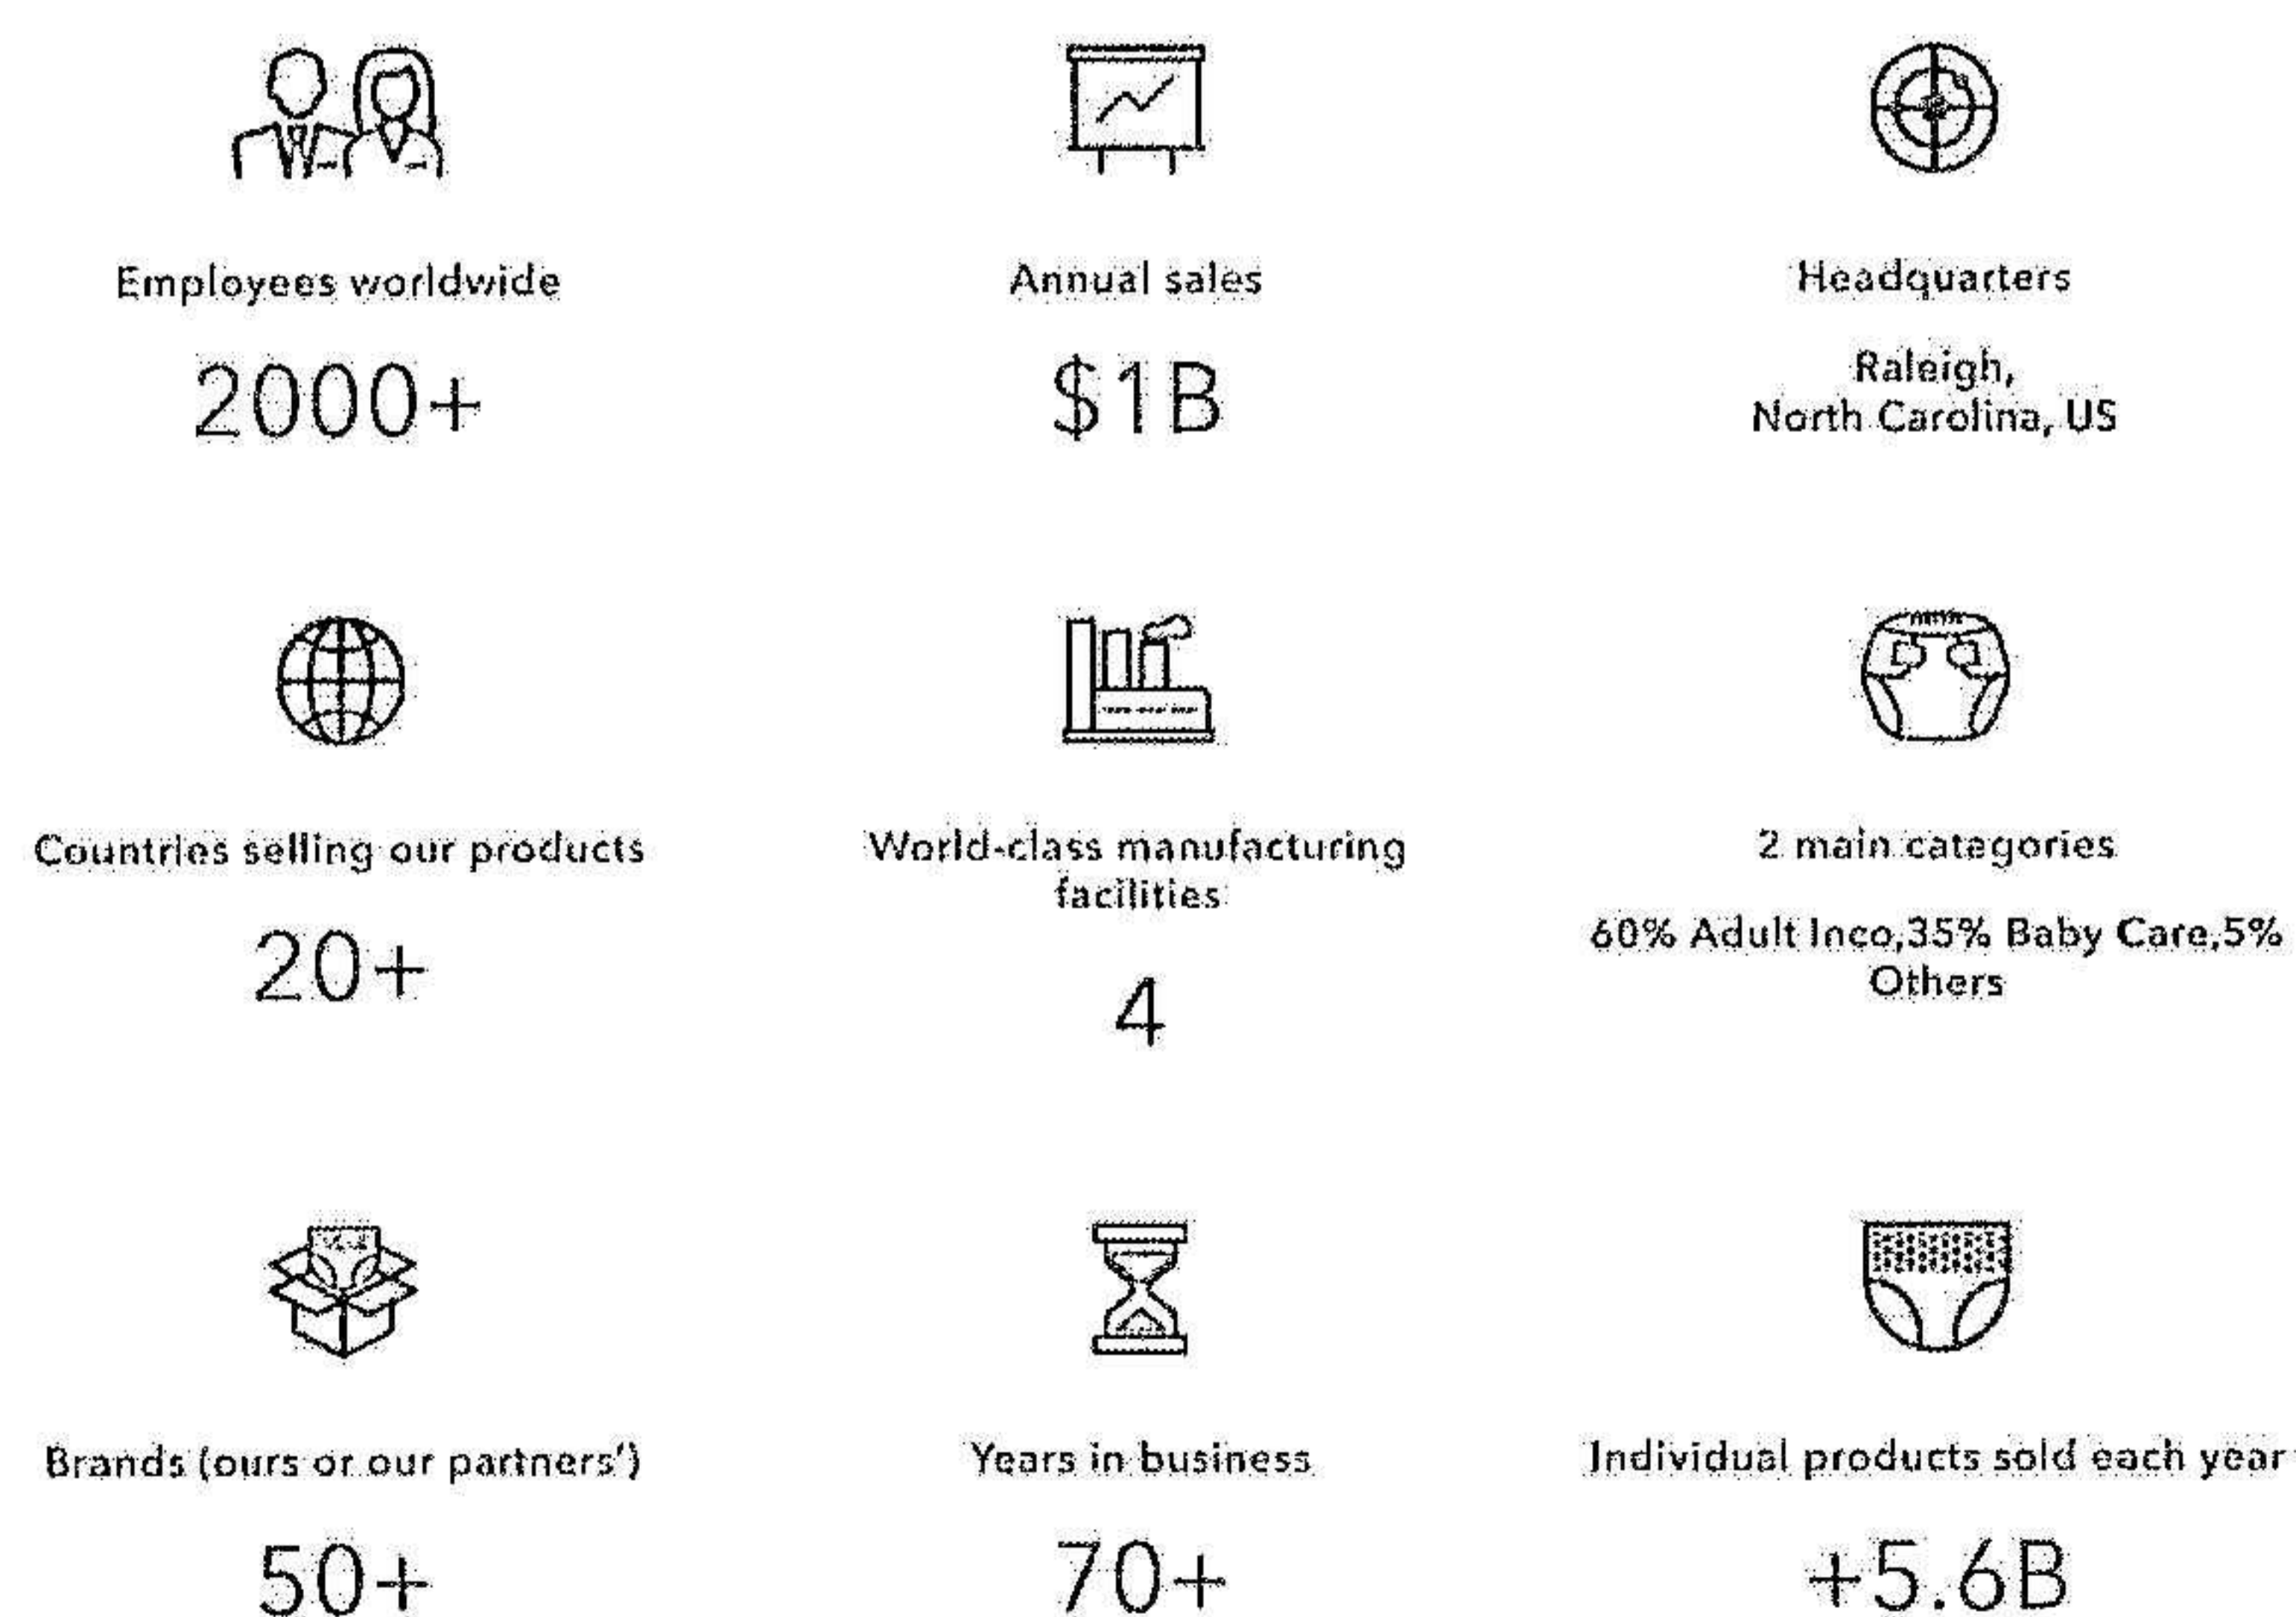 Employees worldwide
2000+
Annual sales
$1B
Headquarters
Raleigh,
North Carolina, US
Countries selling our products
20+
World-class manufacturing
facilities
4
2 main categories
60% Adult Inco,35% Baby Care,5%
Others
Brands (ours or our partners')
50+
Years in business
70+
Individual products sold each year
+5.6B